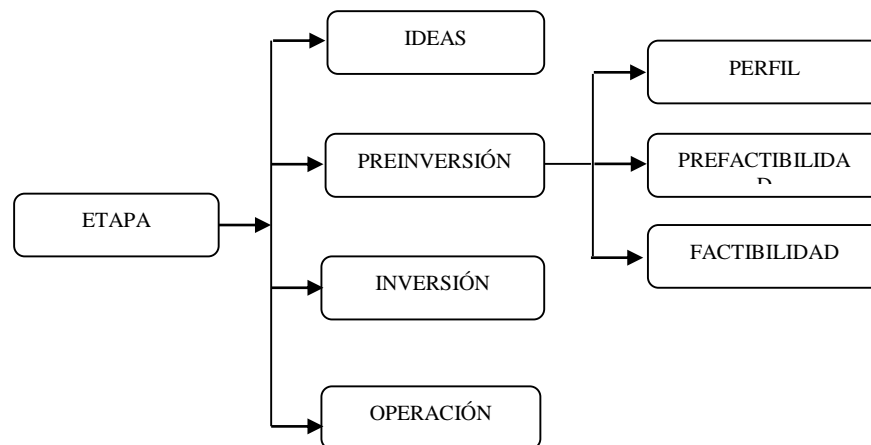 IDEAS
PERFIL
PREINVERSIÓN
PREFACTIBILIDA
D
ETAPA
FACTIBILIDAD
INVERSIÓN
OPERACIÓN